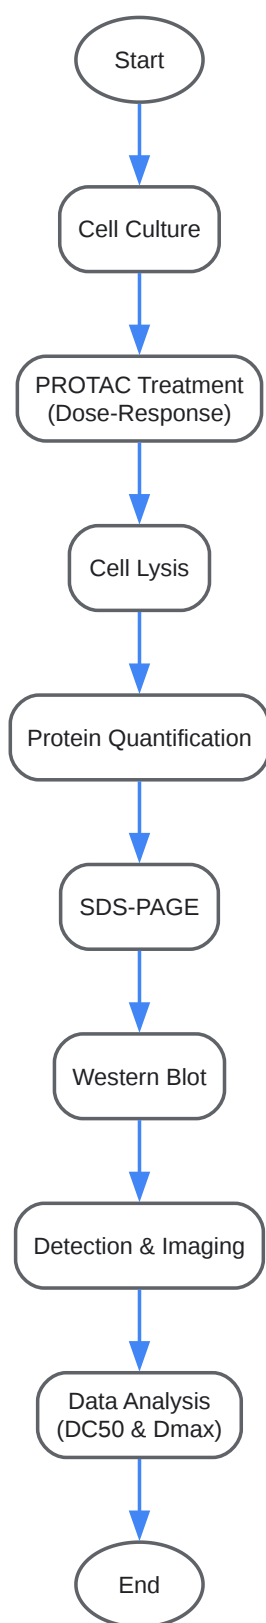 Start
Cell Culture
PROTAC Treatment
(Dose-Response)
Cell Lysis
Protein Quantification
SDS-PAGE
Western Blot
Detection & Imaging
Data Analysis
(DC50 & Dmax)
End